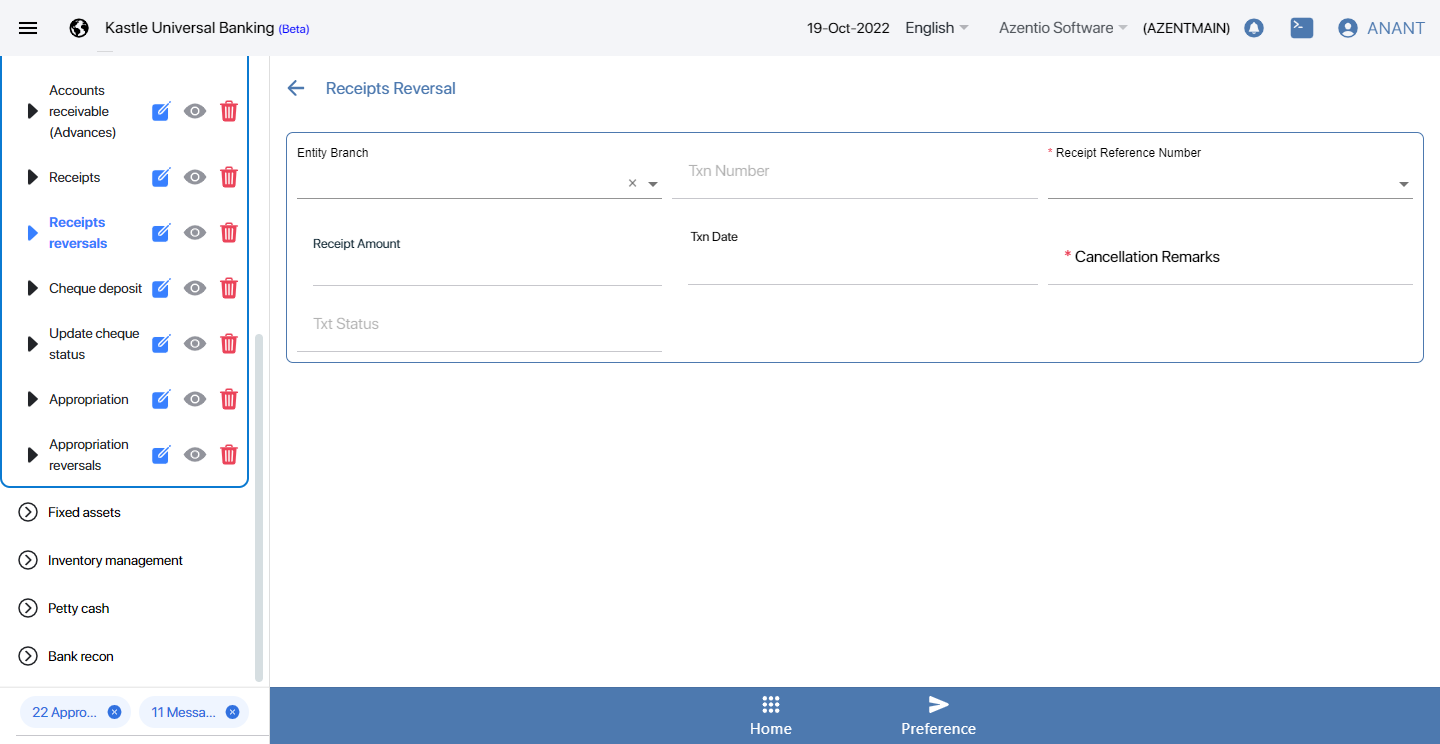 Kastle Universal Banking (Beta)
19-Oct-2022
English
Azentio Software
(AZENTMAIN)
ANANT
Accounts
receivable
(Advances)
Receipts
Receipts
reversals
Cheque deposit
Update cheque
status
Appropriation
Appropriation
reversals
Fixed assets
Inventory management
Petty cash
Bank recon
22 Appro...
11 Messa...
Receipts Reversal
Entity Branch
Txn Number
* Receipt Reference Number
Receipt Amount
Txn Date
* Cancellation Remarks
Txt Status
Home
Preference